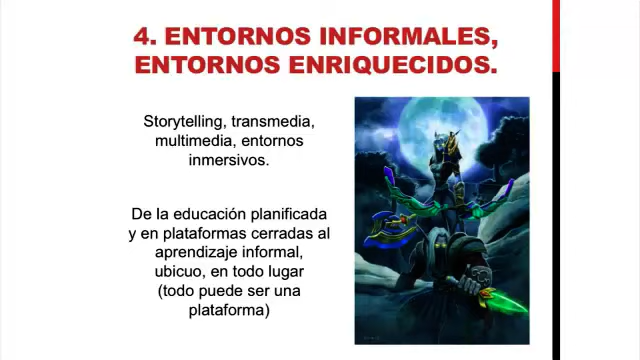 4. ENTORNOS INFORMALES,
ENTORNOS ENRIQUECIDOS.
Storytelling, transmedia,
multimedia, entornos
inmersivos.
De la educación planificada
y en plataformas cerradas al
aprendizaje informal,
ubicuo, en todo lugar
(todo puede ser una
plataforma)